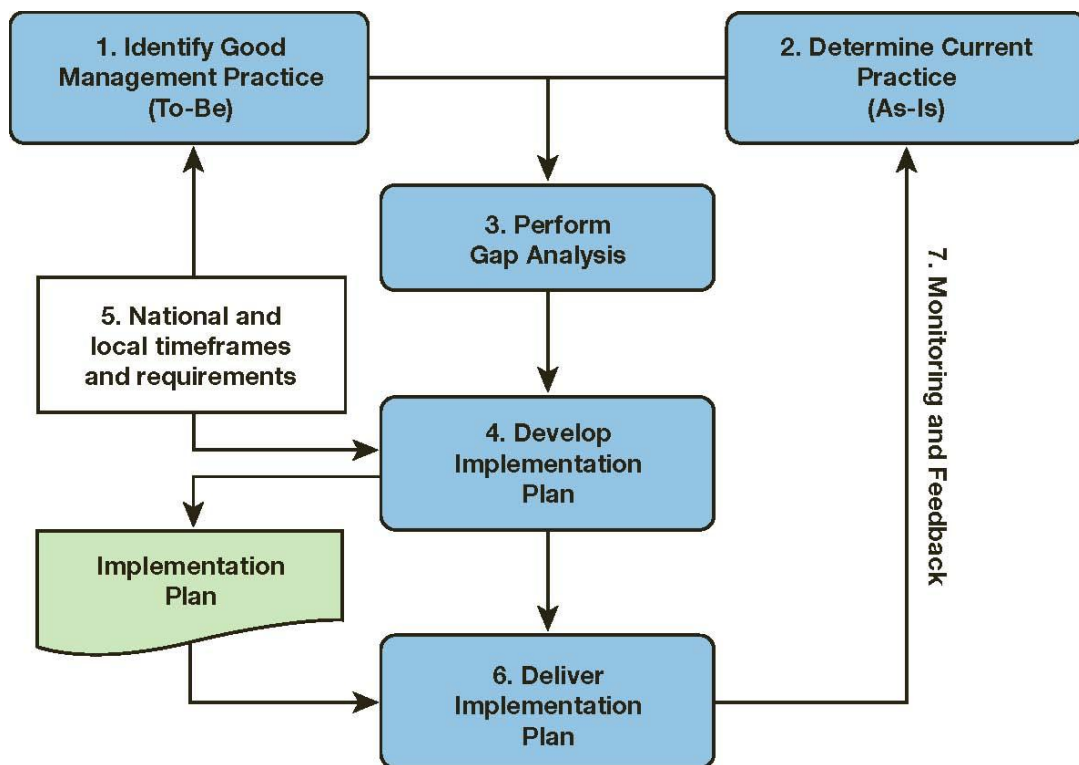 1. Identify Good
Management Practice
(To-Be)
2. Determine Current
Practice
(As-Is)
3. Perform
Gap Analysis
5. National and
local timeframes
and requirements
4. Develop
Implementation
Plan
7. Monitoring and Feedback
Implementation
Plan
6. Deliver
Implementation
Plan